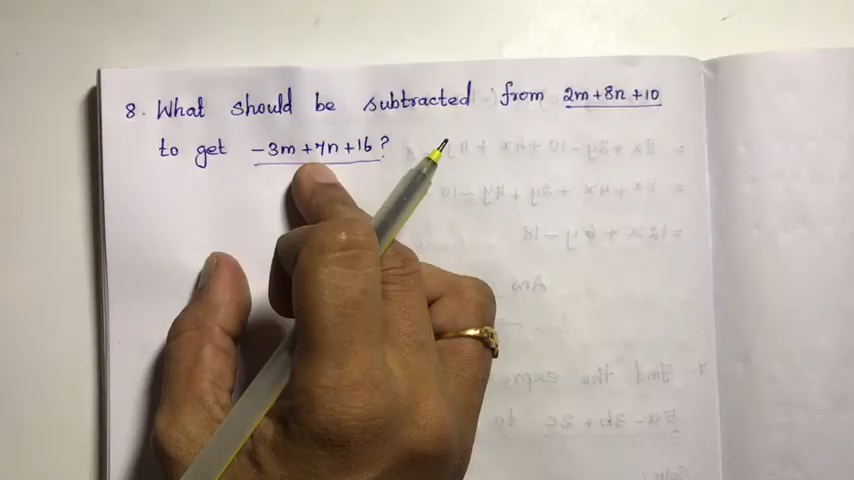 8. What should be subtracted from 2m+8n+10
to get -3m+7n+16?